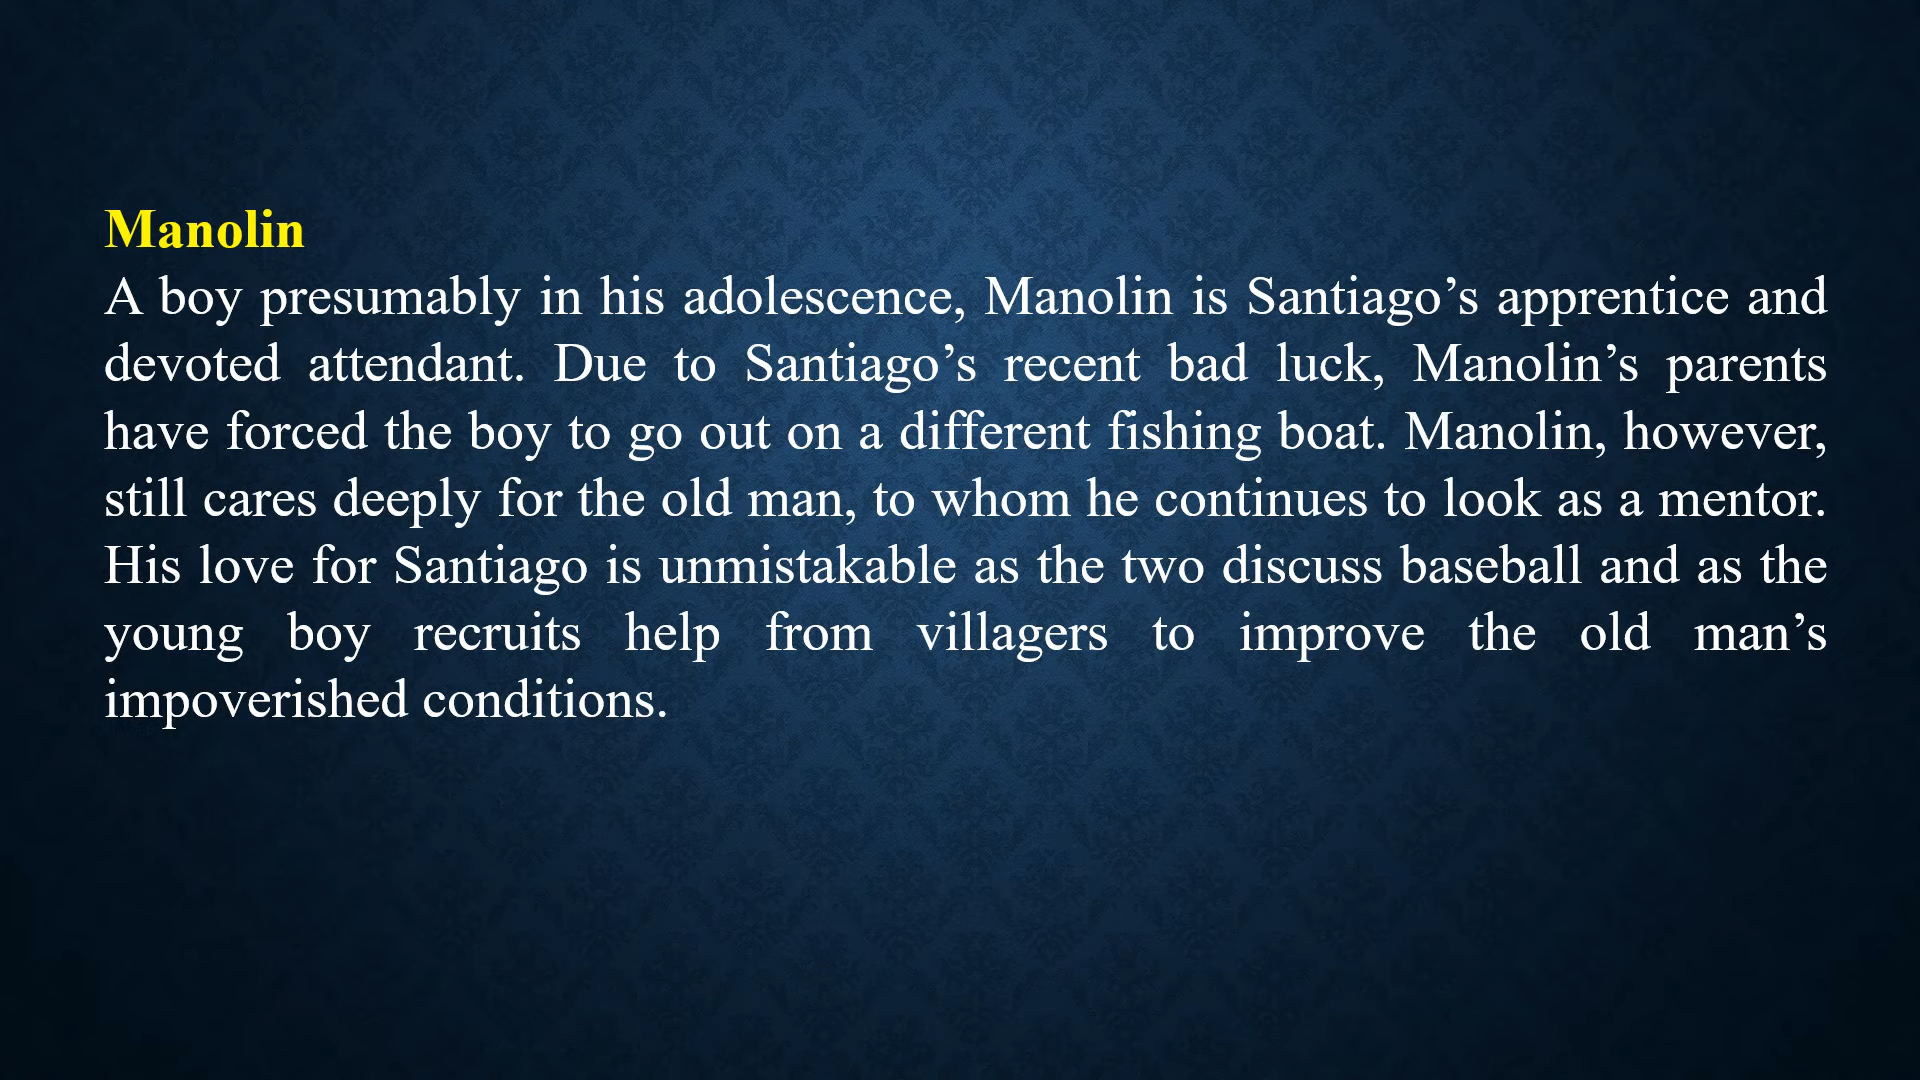 Manolin
A boy presumably in his adolescence, Manolin is Santiago’s apprentice and
devoted attendant. Due to Santiago’s recent bad luck, Manolin’s parents
have forced the boy to go out on a different fishing boat. Manolin, however,
still cares deeply for the old man, to whom he continues to look as a mentor.
His love for Santiago is unmistakable as the two discuss baseball and as the
young boy recruits help from villagers to improve the old man’s
impoverished conditions.